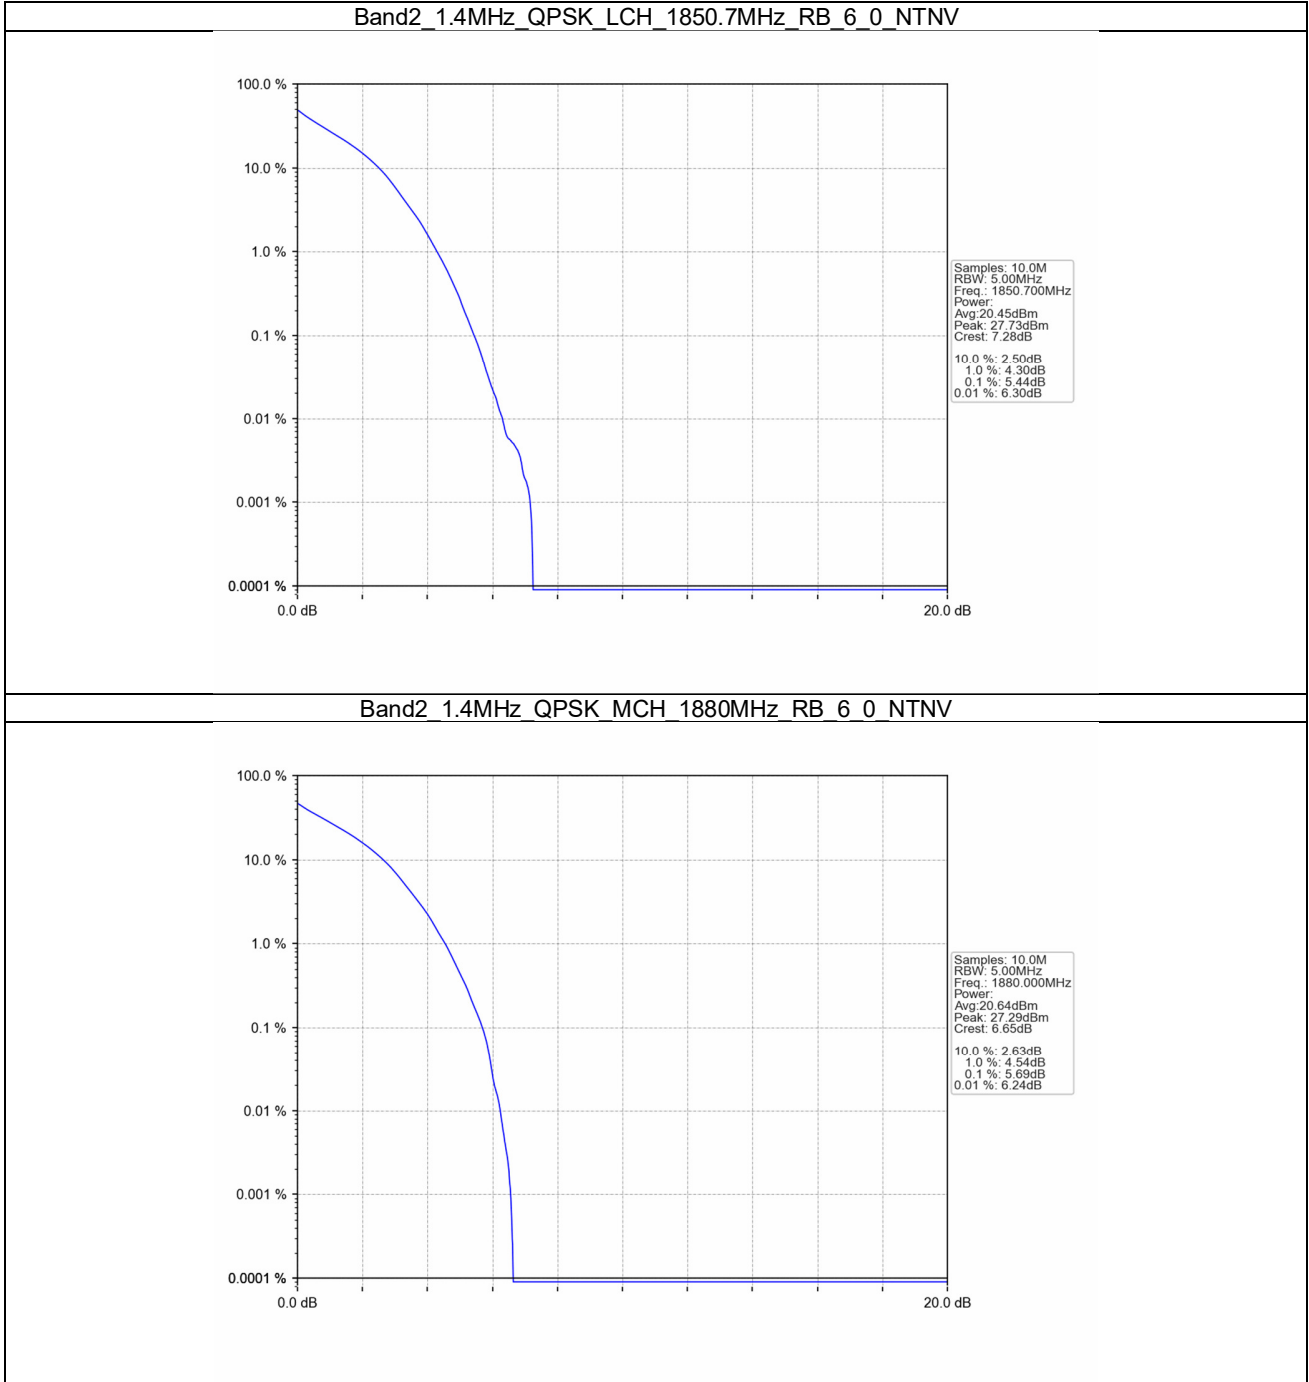 Band2_1.4MHz_QPSK_LCH_1850.7MHz_RB_6_0_NTNV
100.0 %
10.0 %
1.0 %
0.1 %
0.01 %
0.001 %
0.0001 %
0.0 dB
20.0 dB
Samples: 10.0M
RBW: 5.00MHz
Freq.: 1850.700MHz
Power:
Avg:20.45dBm
Peak: 27.73dBm
Crest: 7.28dB
10.0 %: 2.50dB
1.0 %: 4.30dB
0.1 %: 5.44dB
0.01 %: 6.30dB
Band2_1.4MHz_QPSK_MCH_1880MHz_RB_6_0_NTNV
100.0 %
10.0 %
1.0 %
0.1 %
0.01 %
0.001 %
0.0001 %
0.0 dB
20.0 dB
Samples: 10.0M
RBW: 5.00MHz
Freq.: 1880.000MHz
Power:
Avg:20.64dBm
Peak: 27.29dBm
Crest: 6.65dB
10.0 %: 2.63dB
1.0 %: 4.54dB
0.1 %: 5.69dB
0.01 %: 6.24dB